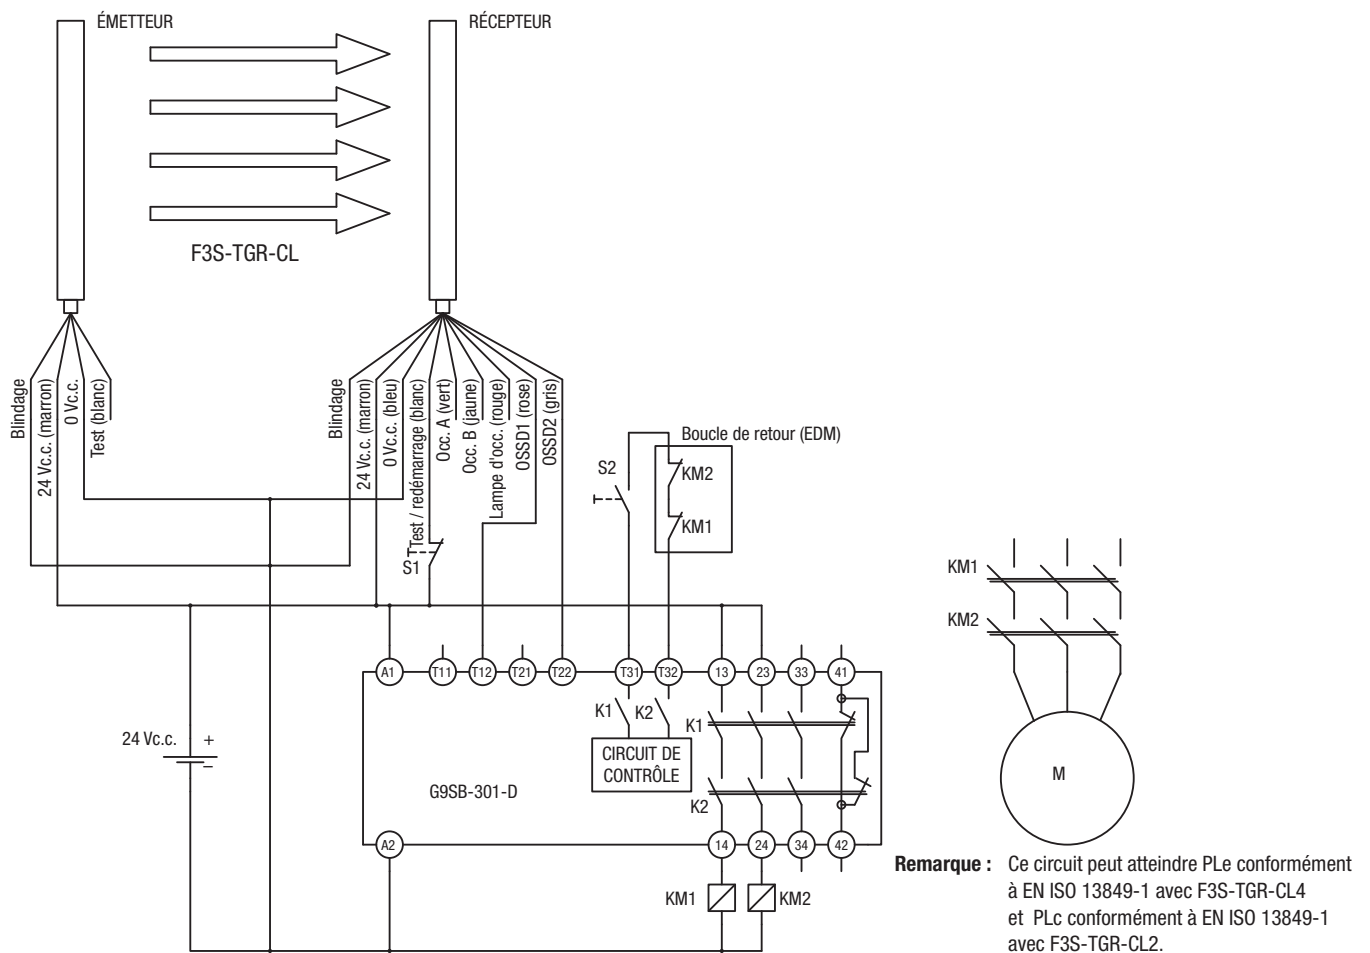 ÉMETTEUR
RÉCEPTEUR
F3S-TGR-CL
Blindage
24 Vc.c. (marron)
0 Vc.c.
Test (blanc)
Blindage
24 Vc.c. (marron)
0 Vc.c. (bleu)
Test / redémarrage (blanc)
Occ. A (vert)
Occ. B (jaune)
Lampe d'occ. (rouge)
OSSD1 (rose)
OSSD2 (gris)
Boucle de retour (EDM)
S2
KM2
KM1
S1
KM1
KM2
A1
T11
T12
T21
T22
T31
T32
13
23
33
41
K1
K2
K1
CIRCUIT DE
CONTRÔLE
24 Vc.c.
+
–
G9SB-301-D
K2
M
A2
14
24
34
42
KM1
KM2
Remarque : Ce circuit peut atteindre PLe conformément
à EN ISO 13849-1 avec F3S-TGR-CL4
et PLc conformément à EN ISO 13849-1
avec F3S-TGR-CL2.